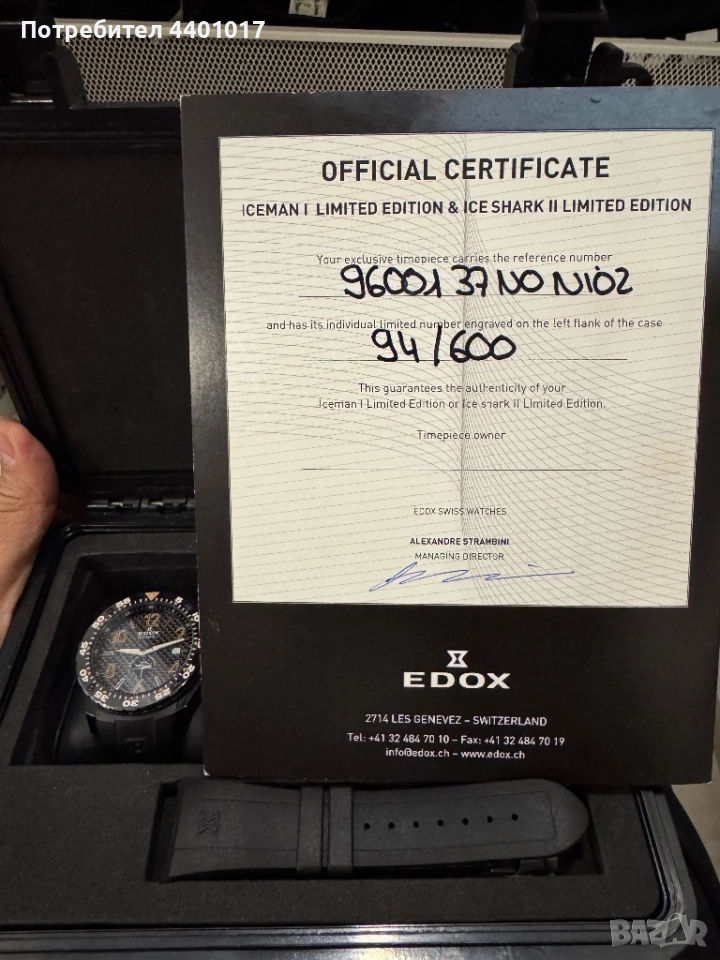 Потребител 4401017
OFFICIAL CERTIFICATE
ICEMAN I LIMITED EDITION & ICE SHARK II LIMITED EDITION
Your exclusive timepiece carries the reference number
96001 37NO NIO2
and has its individual limited number engraved on the left flank of the case
94/600
This guarantees the authenticity of your
Iceman I Limited Edition or Ice shark II Limited Edition.
Timepiece owner
EDOX SWISS WATCHES
ALEXANDRE STRAMBINI
MANAGING DIRECTOR
EDOX
2714 LES GENEVEZ – SWITZERLAND
Tel: +41 32 484 70 10 – Fax: +41 32 484 70 19
info@edox.ch – www.edox.ch
EDOX
BAZAR